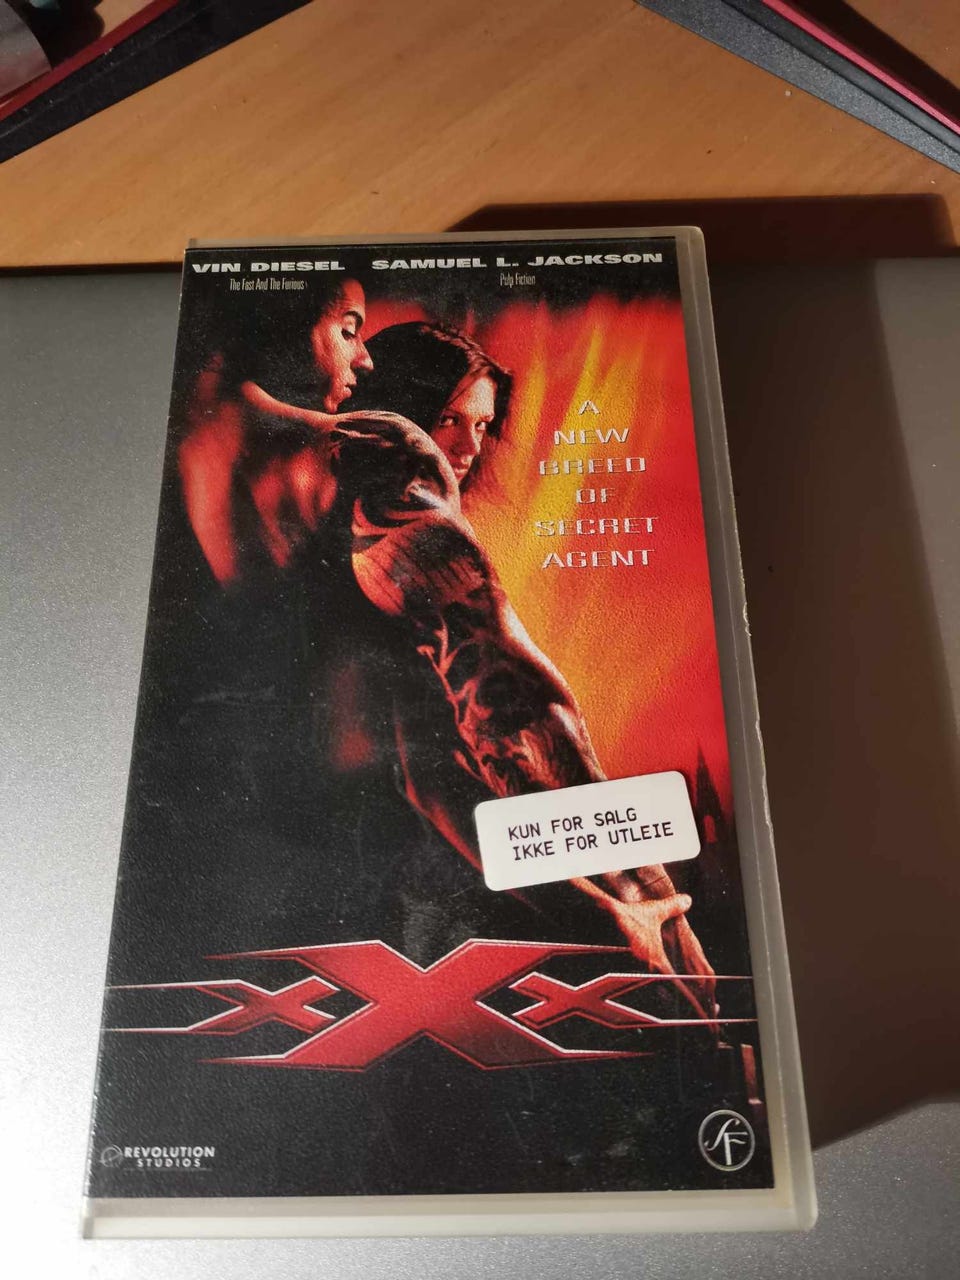 VIN DIESEL SAMUEL L. JACKSON
The Fast And The Furious Pulp Fiction
A
NEW
BREED
OF
SECRET
AGENT
KUN FOR SALG
IKKE FOR UTLEIE
xXx
REVOLUTION
STUDIOS
SF